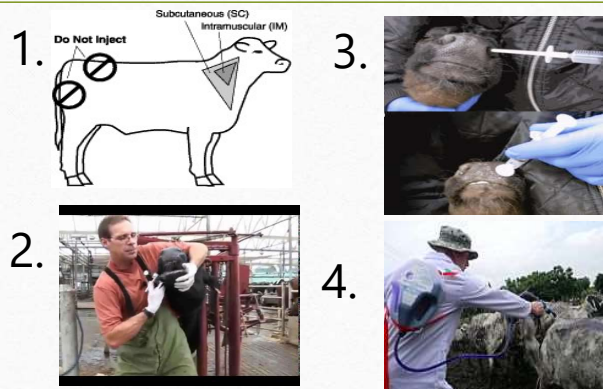 1.
Subcutaneous (SC)
Intramuscular (IM)
Do Not Inject
2.
3.
4.